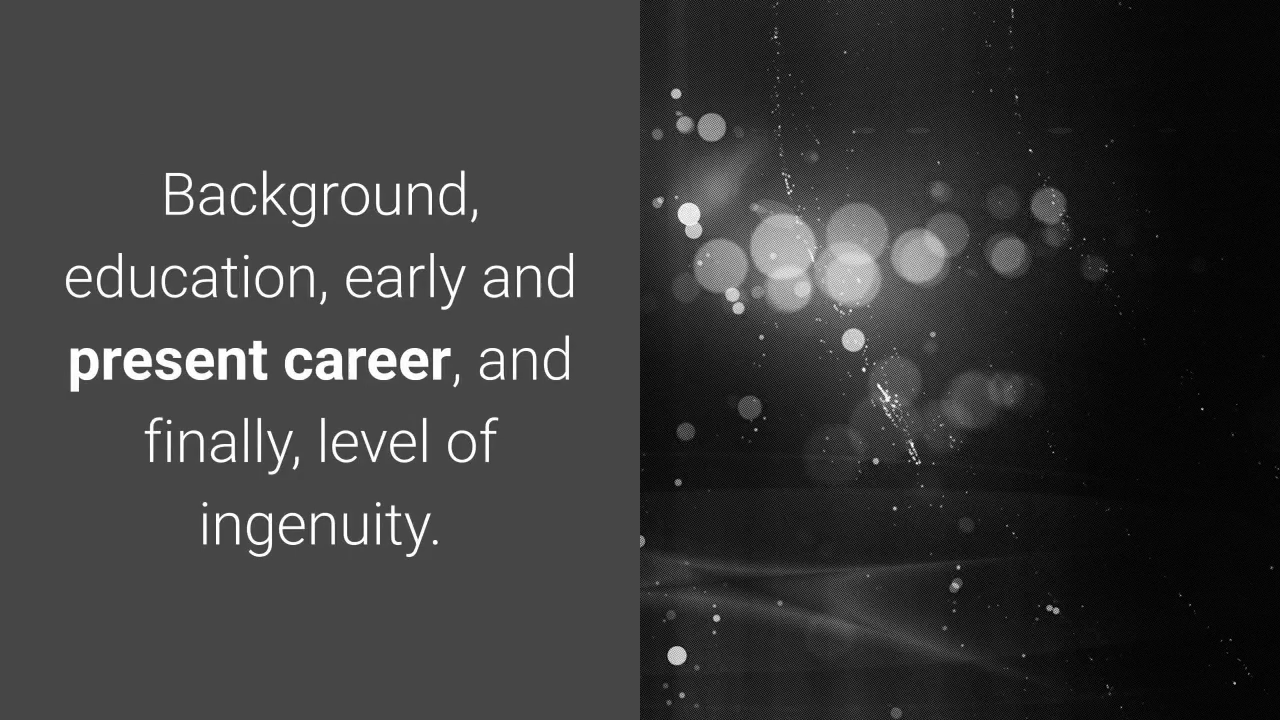 Background,
education, early and
present career, and
finally, level of
ingenuity.